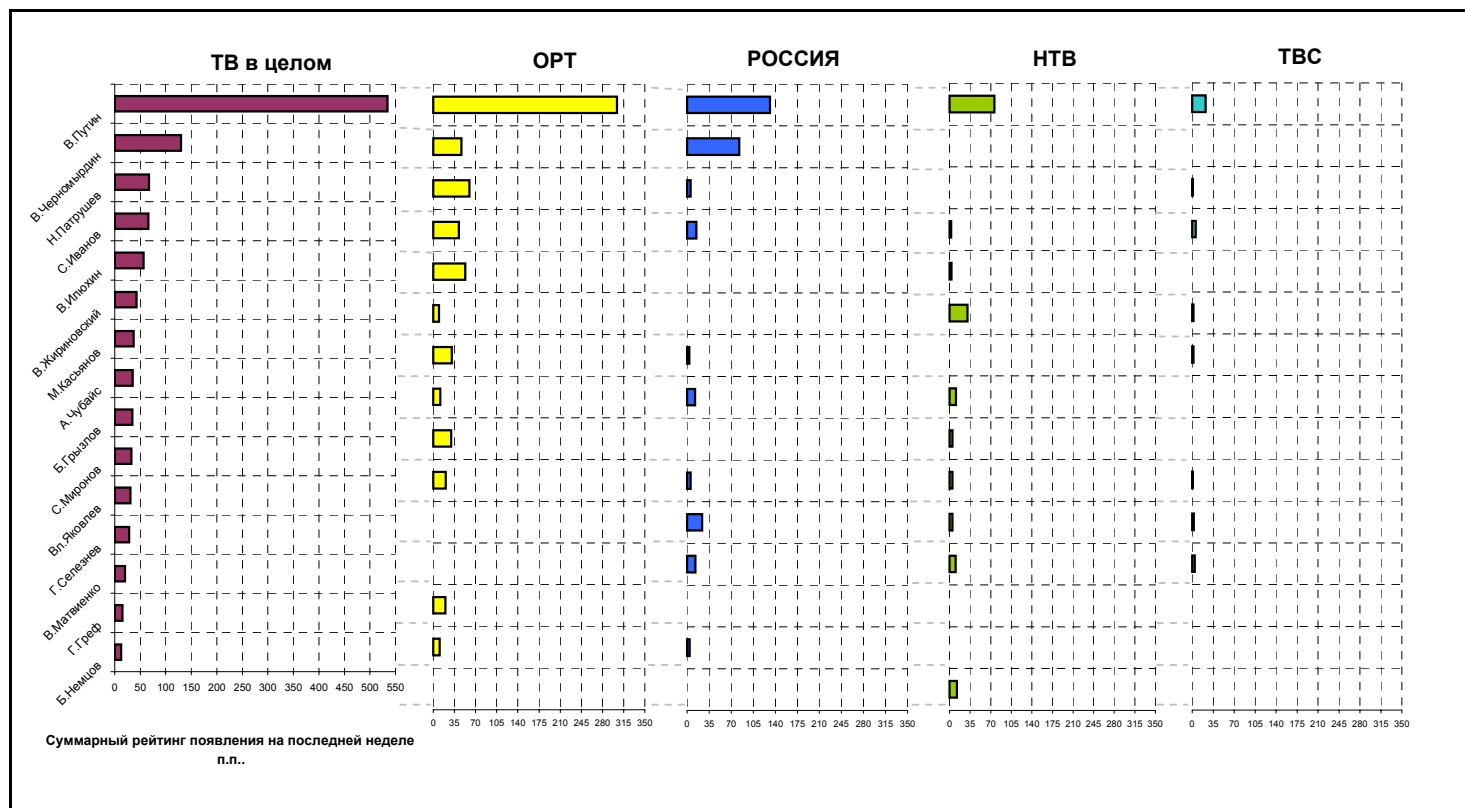 ТВ в целом
ОРТ
РОССИЯ
НТВ
ТВС
В.Путин
В.Черномырдин
Н.Патрушев
С.Иванов
В.Илюхин
В.Жириновский
М.Касьянов
А.Чубайс
Б.Грызлов
С.Миронов
Вл.Яковлев
Г.Селезнев
В.Матвиенко
Г.Греф
Б.Немцов
0 50 100 150 200 250 300 350 400 450 500 550
0 35 70 105 140 175 210 245 280 315 350
0 35 70 105 140 175 210 245 280 315 350
0 35 70 105 140 175 210 245 280 315 350
0 35 70 105 140 175 210 245 280 315 350
Суммарный рейтинг появления на последней неделе
п.п..